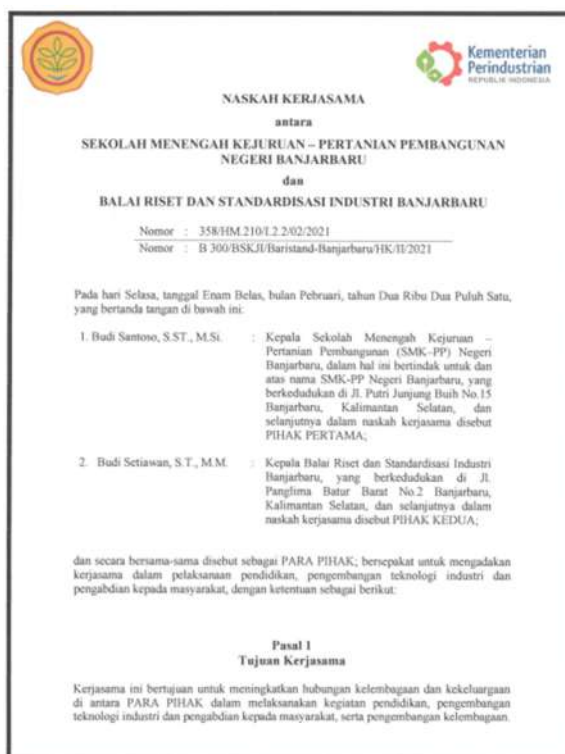 Kementerian
Perindustrian
REPUBLIK INDONESIA
NASKAH KERJASAMA
antara
SEKOLAH MENENGAH KEJURUAN – PERTANIAN PEMBANGUNAN
NEGERI BANJARBARU
dan
BALAI RISET DAN STANDARDISASI INDUSTRI BANJARBARU
Nomor : 358/HM.210/I.2.2/02/2021
Nomor : B 300/BSKJI/Baristand-Banjarbaru/HK/II/2021
Pada hari Selasa, tanggal Enam Belas, bulan Pebruari, tahun Dua Ribu Dua Puluh Satu,
yang bertanda tangan di bawah ini:
1. Budi Santoso, S.ST., M.Si. : Kepala Sekolah Menengah Kejuruan –
Pertanian Pembangunan (SMK–PP) Negeri
Banjarbaru, dalam hal ini bertindak untuk dan
atas nama SMK-PP Negeri Banjarbaru, yang
berkedudukan di Jl. Putri Junjung Buih No.15
Banjarbaru, Kalimantan Selatan, dan
selanjutnya dalam naskah kerjasama disebut
PIHAK PERTAMA;
2. Budi Setiawan, S.T., M.M. : Kepala Balai Riset dan Standardisasi Industri
Banjarbaru, yang berkedudukan di Jl.
Panglima Batur Barat No.2 Banjarbaru,
Kalimantan Selatan, dan selanjutnya dalam
naskah kerjasama disebut PIHAK KEDUA;
dan secara bersama-sama disebut sebagai PARA PIHAK; bersepakat untuk mengadakan
kerjasama dalam pelaksanaan pendidikan, pengembangan teknologi industri dan
pengabdian kepada masyarakat, dengan ketentuan sebagai berikut:
Pasal 1
Tujuan Kerjasama
Kerjasama ini bertujuan untuk meningkatkan hubungan kelembagaan dan kekeluargaan
di antara PARA PIHAK dalam melaksanakan kegiatan pendidikan, pengembangan
teknologi industri dan pengabdian kepada masyarakat, serta pengembangan kelembagaan.